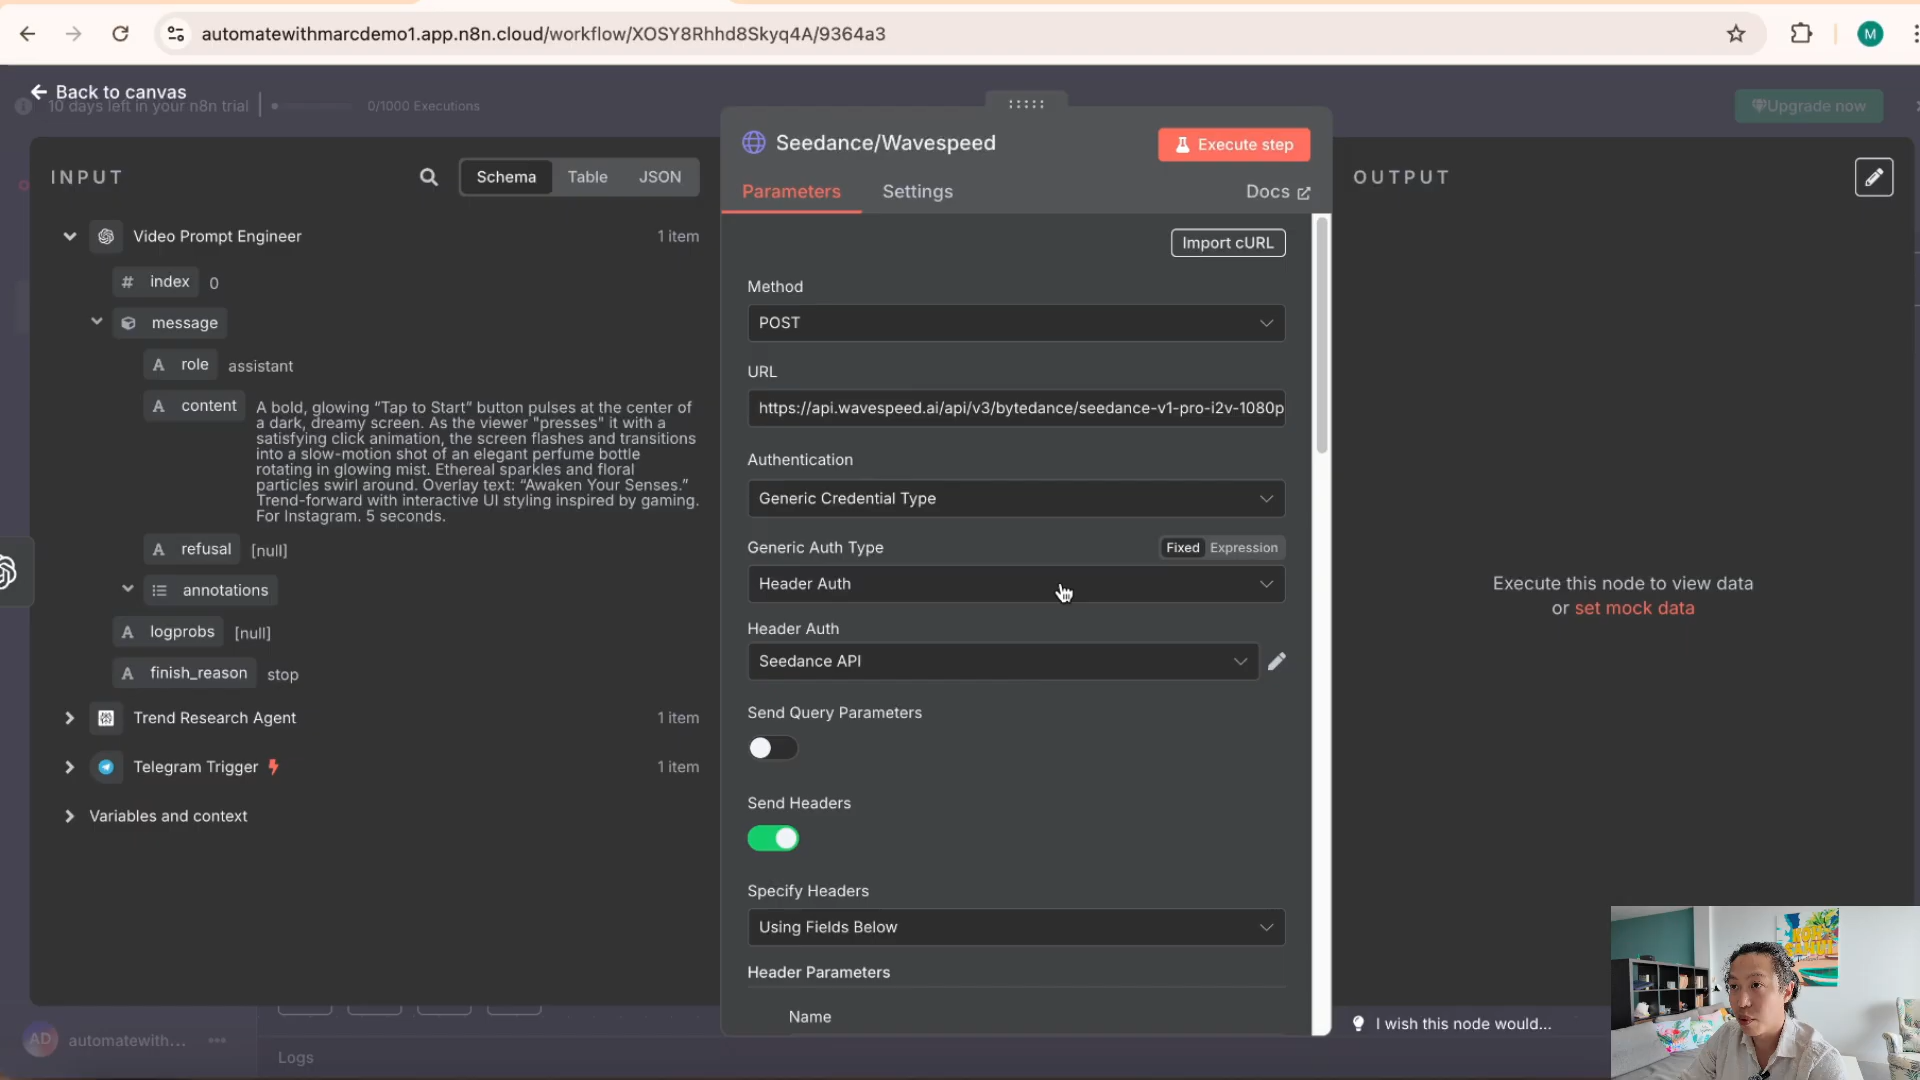 automatewithmarcdemo1.app.n8n.cloud/workflow/XOSY8Rhhd8Skyq4A/9364a3
M
Back to canvas
10 days left in your n8n trial
0/1000 Executions
Upgrade now
INPUT
Schema
Table
JSON
Video Prompt Engineer
1 item
# index 0
message
A role assistant
A content
A bold, glowing “Tap to Start” button pulses at the center of
a dark, dreamy screen. As the viewer "presses" it with a
satisfying click animation, the screen flashes and transitions
into a slow-motion shot of an elegant perfume bottle
rotating in glowing mist. Ethereal sparkles and floral
particles swirl around. Overlay text: “Awaken Your Senses.”
Trend-forward with interactive UI styling inspired by gaming.
For Instagram. 5 seconds.
A refusal [null]
annotations
A logprobs [null]
A finish_reason stop
Trend Research Agent
1 item
Telegram Trigger
1 item
Variables and context
AD
automatewith...
Logs
Seedance/Wavespeed
Execute step
Parameters
Settings
Docs
Import cURL
Method
POST
URL
https://api.wavespeed.ai/api/v3/bytedance/seedance-v1-pro-i2v-1080p
Authentication
Generic Credential Type
Generic Auth Type
Fixed
Expression
Header Auth
Header Auth
Seedance API
Send Query Parameters
Send Headers
Specify Headers
Using Fields Below
Header Parameters
Name
OUTPUT
Execute this node to view data
or set mock data
I wish this node would...
KOH
SAMUI